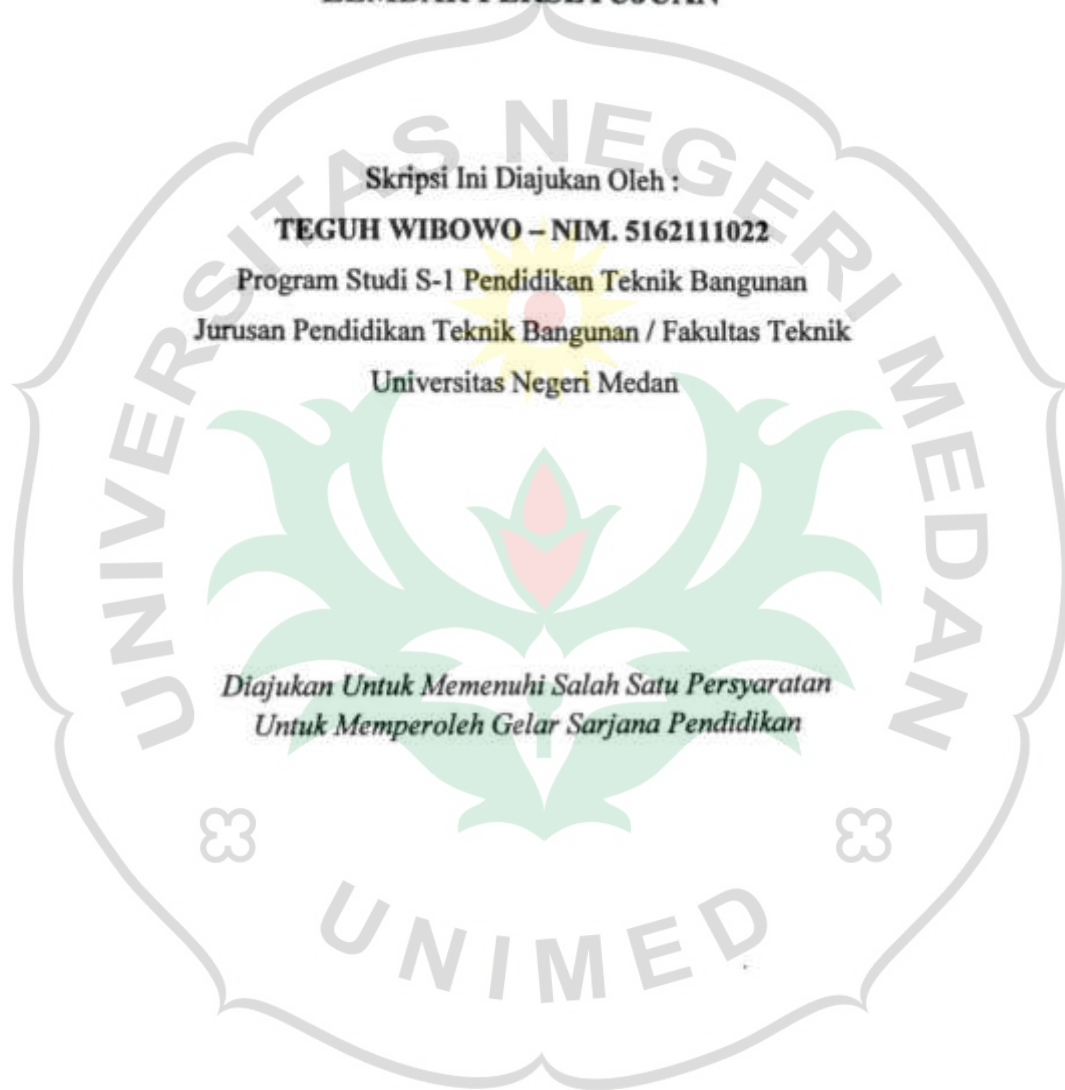 LEMBAR PERSETUJUAN
Skripsi Ini Diajukan Oleh :
TEGUH WIBOWO – NIM. 5162111022
Program Studi S-1 Pendidikan Teknik Bangunan
Jurusan Pendidikan Teknik Bangunan / Fakultas Teknik
Universitas Negeri Medan
Diajukan Untuk Memenuhi Salah Satu Persyaratan
Untuk Memperoleh Gelar Sarjana Pendidikan
UNIVERSITAS NEGERI MEDAN
UNIMED